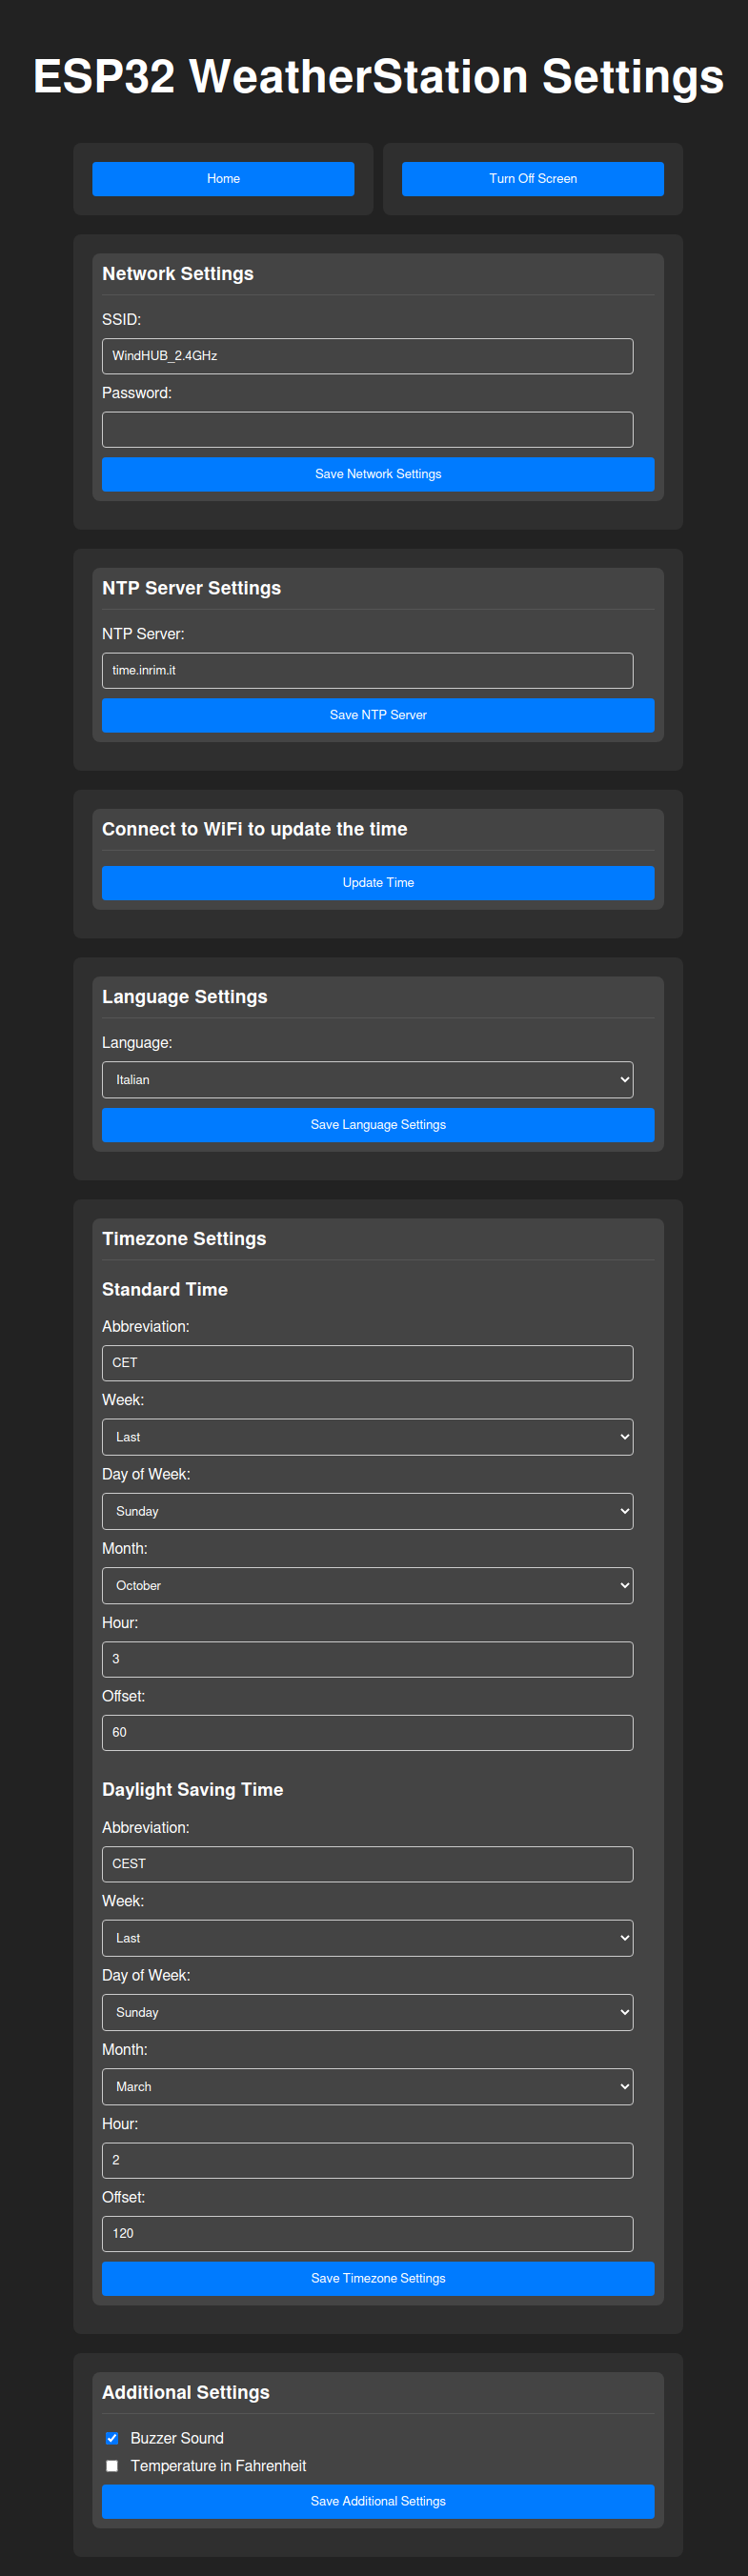 ESP32 WeatherStation Settings
Home
Turn Off Screen
Network Settings
SSID:
WindHUB_2.4GHz
Password:
Save Network Settings
NTP Server Settings
NTP Server:
time.inrim.it
Save NTP Server
Connect to WiFi to update the time
Update Time
Language Settings
Language:
Italian
Save Language Settings
Timezone Settings
Standard Time
Abbreviation:
CET
Week:
Last
Day of Week:
Sunday
Month:
October
Hour:
3
Offset:
60
Daylight Saving Time
Abbreviation:
CEST
Week:
Last
Day of Week:
Sunday
Month:
March
Hour:
2
Offset:
120
Save Timezone Settings
Additional Settings
Buzzer Sound
Temperature in Fahrenheit
Save Additional Settings